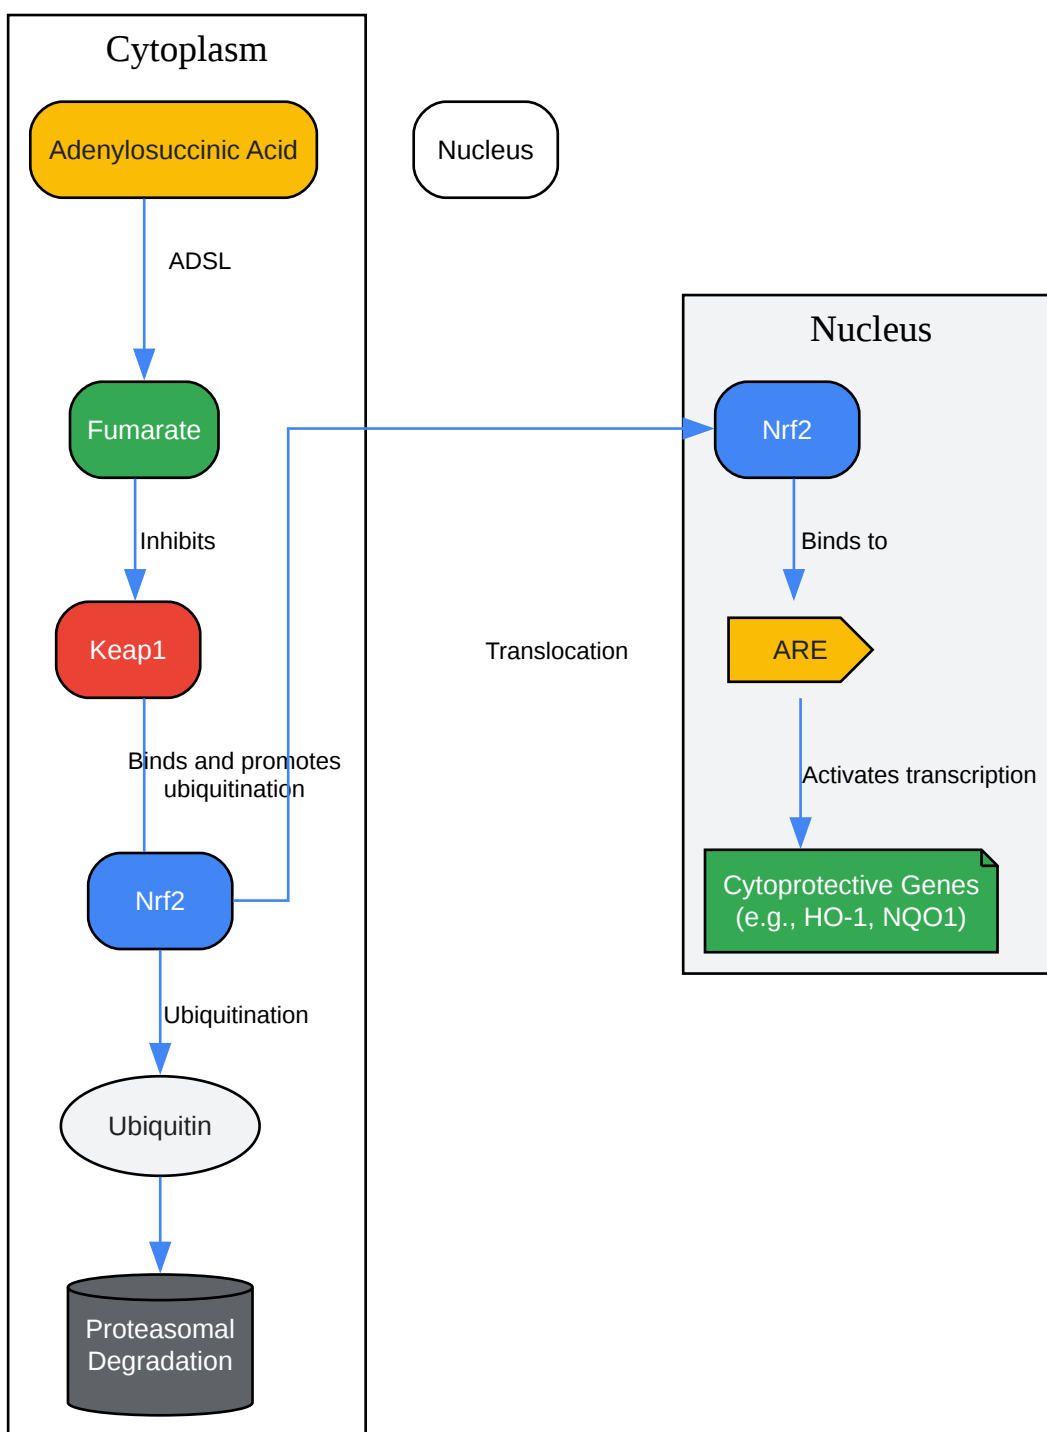 Cytoplasm
Adenylosuccinic Acid
ADSL
Fumarate
Inhibits
Keap1
Binds and promotes
ubiquitination
Nrf2
Ubiquitination
Ubiquitin
Proteasomal
Degradation
Nucleus
Translocation
Nucleus
Nrf2
Binds to
ARE
Activates transcription
Cytoprotective Genes
(e.g., HO-1, NQO1)